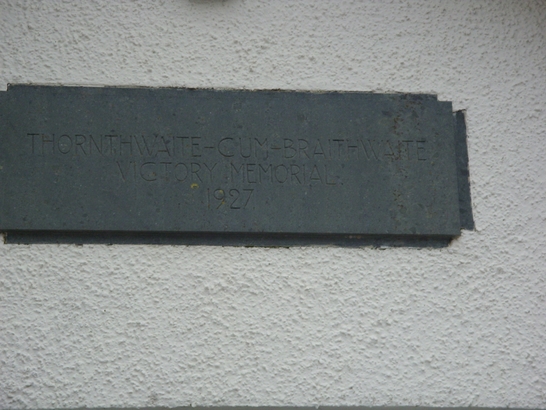 THORNTHWAITE-CUM-BRAITHWAITE
VICTORY MEMORIAL
1927